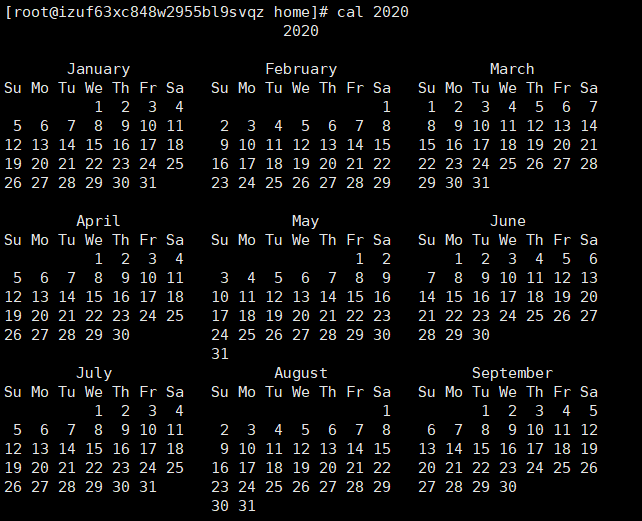 [root@izuf63xc848w2955bl9svqz home]# cal 2020
                               2020

       January               February                 March
Su Mo Tu We Th Fr Sa   Su Mo Tu We Th Fr Sa   Su Mo Tu We Th Fr Sa
          1  2  3  4                      1    1  2  3  4  5  6  7
 5  6  7  8  9 10 11    2  3  4  5  6  7  8    8  9 10 11 12 13 14
12 13 14 15 16 17 18    9 10 11 12 13 14 15   15 16 17 18 19 20 21
19 20 21 22 23 24 25   16 17 18 19 20 21 22   22 23 24 25 26 27 28
26 27 28 29 30 31      23 24 25 26 27 28 29   29 30 31

        April                   May                   June
Su Mo Tu We Th Fr Sa   Su Mo Tu We Th Fr Sa   Su Mo Tu We Th Fr Sa
          1  2  3  4                   1  2       1  2  3  4  5  6
 5  6  7  8  9 10 11    3  4  5  6  7  8  9    7  8  9 10 11 12 13
12 13 14 15 16 17 18   10 11 12 13 14 15 16   14 15 16 17 18 19 20
19 20 21 22 23 24 25   17 18 19 20 21 22 23   21 22 23 24 25 26 27
26 27 28 29 30         24 25 26 27 28 29 30   28 29 30
                       31
        July                  August                September
Su Mo Tu We Th Fr Sa   Su Mo Tu We Th Fr Sa   Su Mo Tu We Th Fr Sa
          1  2  3  4                      1          1  2  3  4  5
 5  6  7  8  9 10 11    2  3  4  5  6  7  8    6  7  8  9 10 11 12
12 13 14 15 16 17 18    9 10 11 12 13 14 15   13 14 15 16 17 18 19
19 20 21 22 23 24 25   16 17 18 19 20 21 22   20 21 22 23 24 25 26
26 27 28 29 30 31      23 24 25 26 27 28 29   27 28 29 30
                       30 31